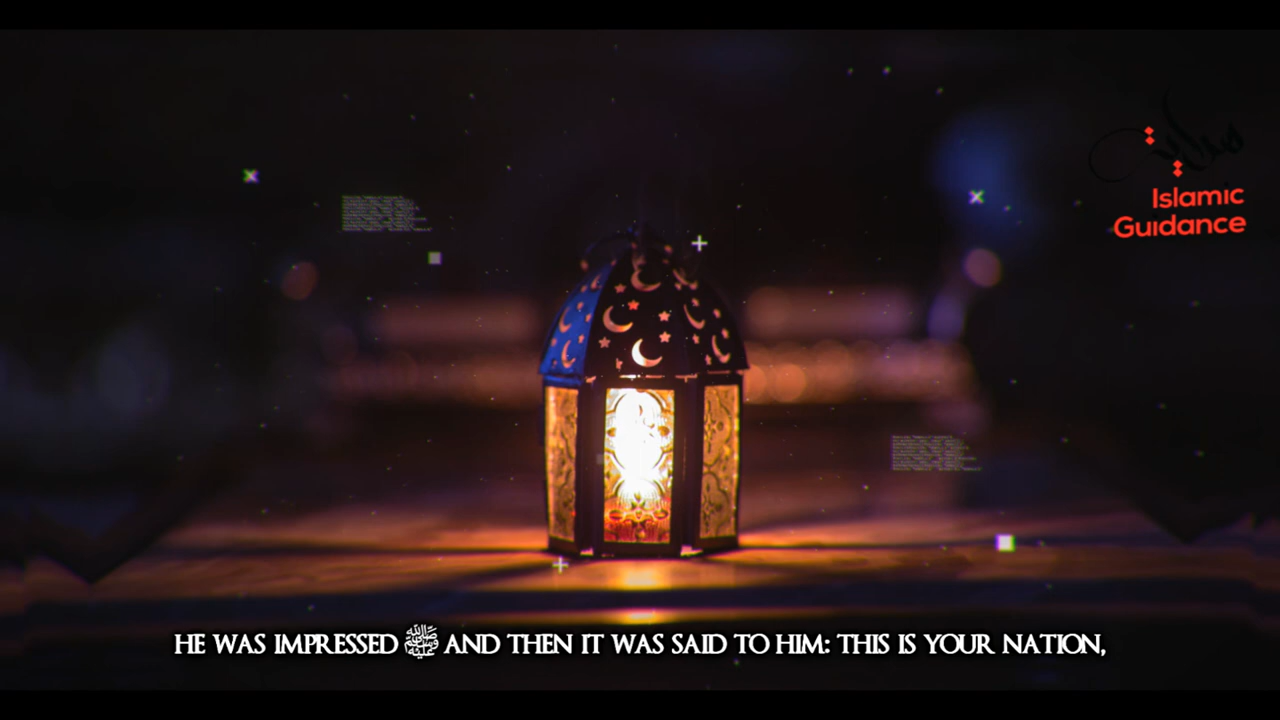 هداية
Islamic
Guidance
HE WAS IMPRESSED ﷺ AND THEN IT WAS SAID TO HIM: THIS IS YOUR NATION,